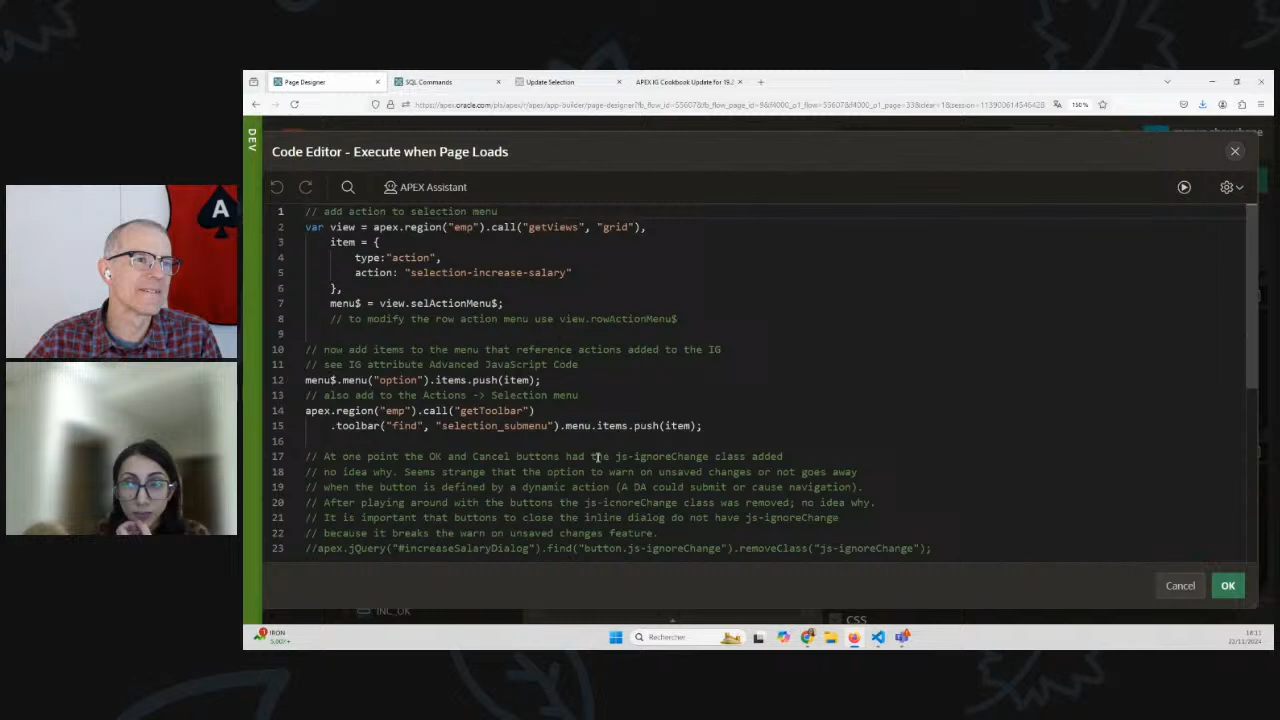 Page Designer
SQL Commands
Update Selection
APEX IG Cookbook Update for 19.2
150%
DEV
Code Editor - Execute when Page Loads
APEX Assistant
1 // add action to selection menu
2 var view = apex.region("emp").call("getViews", "grid"),
3 item = {
4 type:"action",
5 action: "selection-increase-salary"
6 },
7 menu$ = view.selActionMenu$;
8 // to modify the row action menu use view.rowActionMenu$
9
10 // now add items to the menu that reference actions added to the IG
11 // see IG attribute Advanced JavaScript Code
12 menu$.menu("option").items.push(item);
13 // also add to the Actions -> Selection menu
14 apex.region("emp").call("getToolbar")
15 .toolbar("find", "selection_submenu").menu.items.push(item);
16
17 // At one point the OK and Cancel buttons had the js-ignoreChange class added
18 // no idea why. Seems strange that the option to warn on unsaved changes or not goes away
19 // when the button is defined by a dynamic action (A DA could submit or cause navigation).
20 // After playing around with the buttons the js-icnoreChange class was removed; no idea why.
21 // It is important that buttons to close the inline dialog do not have js-ignoreChange
22 // because it breaks the warn on unsaved changes feature.
23 //apex.jQuery("#increaseSalaryDialog").find("button.js-ignoreChange").removeClass("js-ignoreChange");
Cancel
OK
INC_OK
CSS
IRON
Rechercher
18:11
A